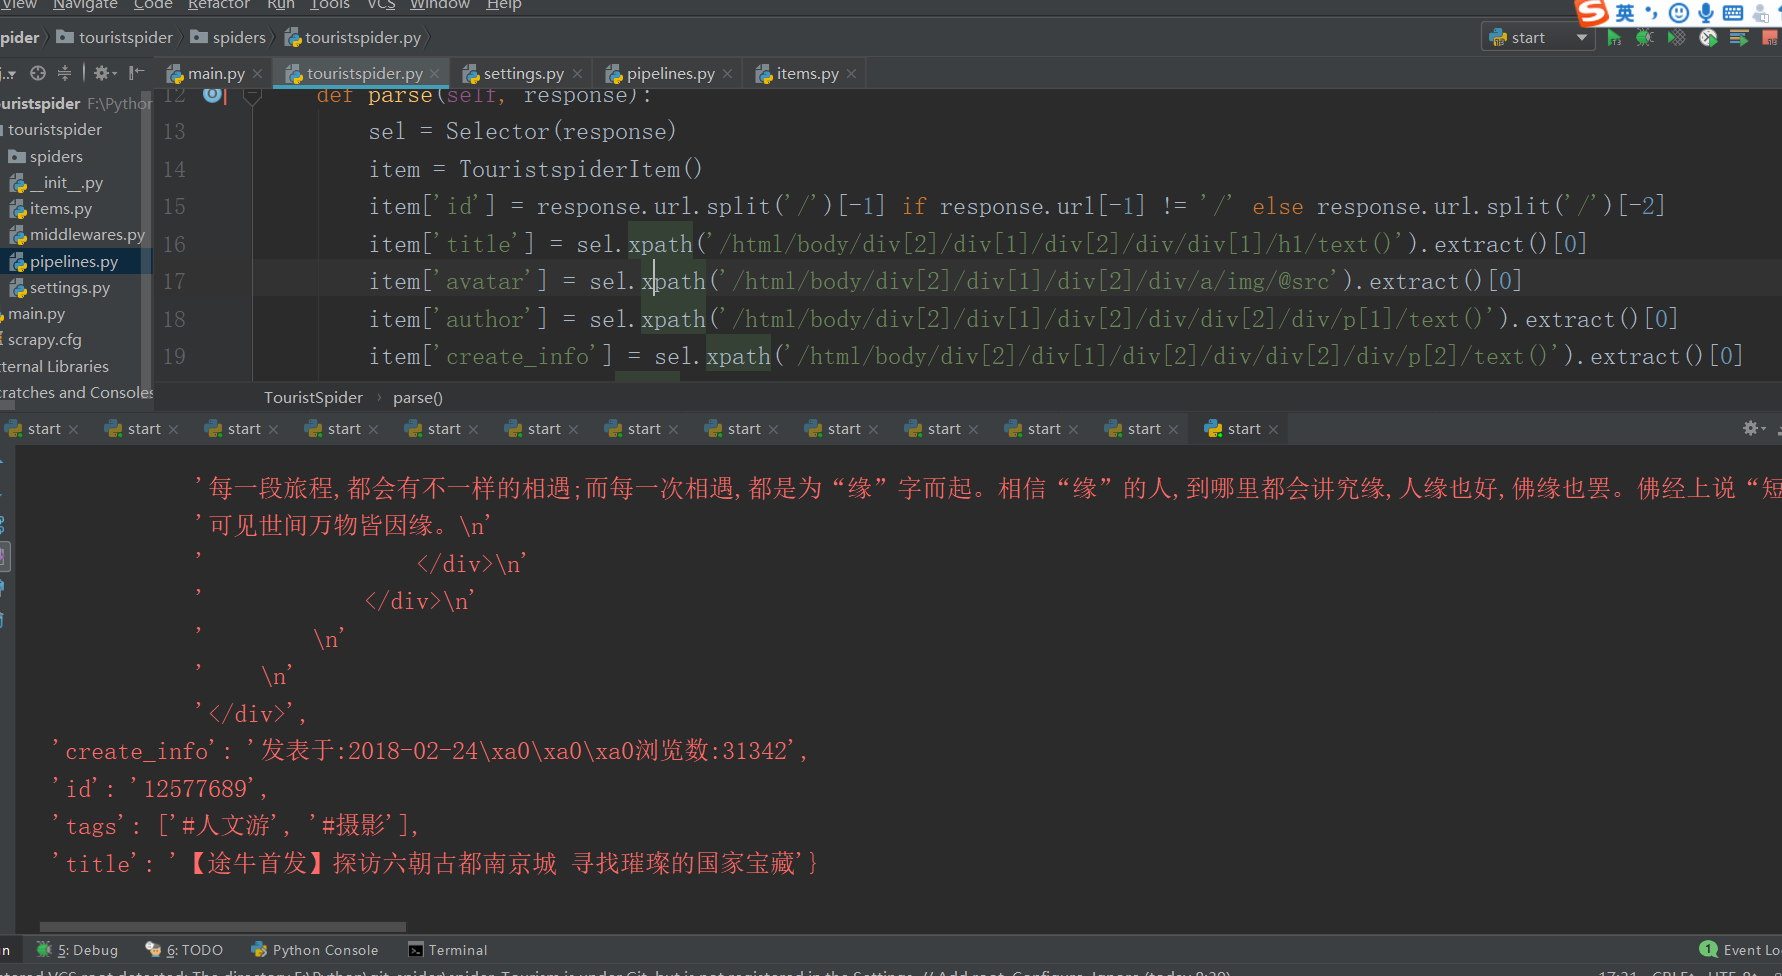 View Navigate Code Refactor Run Tools VCS Window Help
英
pider touristspider spiders touristspider.py
start
main.py touristspider.py settings.py pipelines.py items.py
ouristspider F:\Python
touristspider
spiders
__init__.py
items.py
middlewares.py
pipelines.py
settings.py
main.py
scrapy.cfg
ternal Libraries
cratches and Consoles
12 def parse(self, response):
13 sel = Selector(response)
14 item = TouristspiderItem()
15 item['id'] = response.url.split('/')[-1] if response.url[-1] != '/' else response.url.split('/')[-2]
16 item['title'] = sel.xpath('/html/body/div[2]/div[1]/div[2]/div/div[1]/h1/text()').extract()[0]
17 item['avatar'] = sel.xpath('/html/body/div[2]/div[1]/div[2]/div/a/img/@src').extract()[0]
18 item['author'] = sel.xpath('/html/body/div[2]/div[1]/div[2]/div/div[2]/div/p[1]/text()').extract()[0]
19 item['create_info'] = sel.xpath('/html/body/div[2]/div[1]/div[2]/div/div[2]/div/p[2]/text()').extract()[0]
TouristSpider parse()
start start start start start start start start start start start start start
'每一段旅程,都会有不一样的相遇;而每一次相遇,都是为“缘”字而起。相信“缘”的人,到哪里都会讲究缘,人缘也好,佛缘也罢。佛经上说“短
'可见世间万物皆因缘。\n'
' </div>\n'
' </div>\n'
' \n'
' \n'
'</div>',
'create_info': '发表于:2018-02-24\xa0\xa0\xa0浏览数:31342',
'id': '12577689',
'tags': ['#人文游', '#摄影'],
'title': '【途牛首发】探访六朝古都南京城 寻找璀璨的国家宝藏'}
5: Debug 6: TODO Python Console Terminal 1 Event Lo